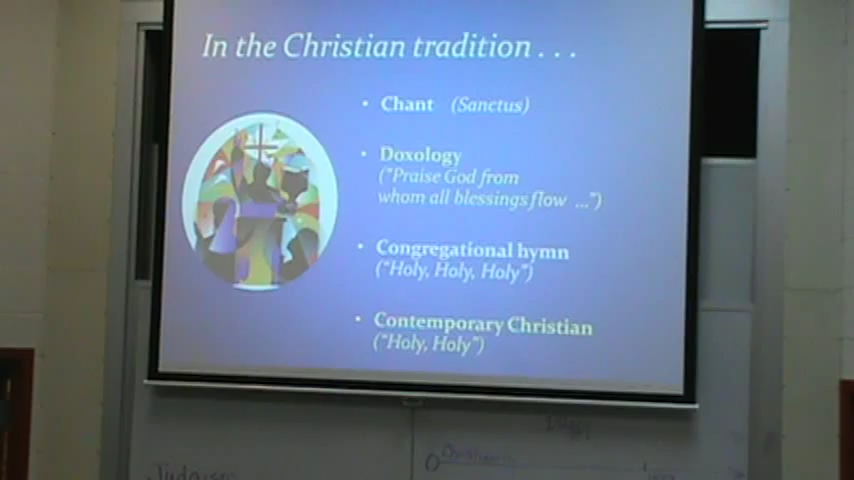 In the Christian tradition . . .
• Chant (Sanctus)
• Doxology
("Praise God from
whom all blessings flow ...")
• Congregational hymn
("Holy, Holy, Holy")
• Contemporary Christian
("Holy, Holy")
Judaism